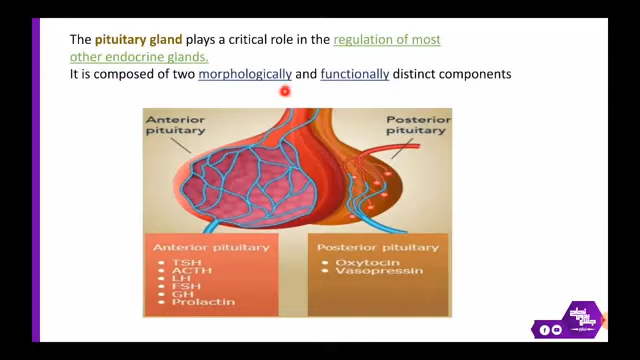 The pituitary gland plays a critical role in the regulation of most
other endocrine glands.
It is composed of two morphologically and functionally distinct components
Anterior pituitary
Posterior pituitary
Anterior pituitary
• TSH
• ACTH
• LH
• FSH
• GH
• Prolactin
Posterior pituitary
• Oxytocin
• Vasopressin